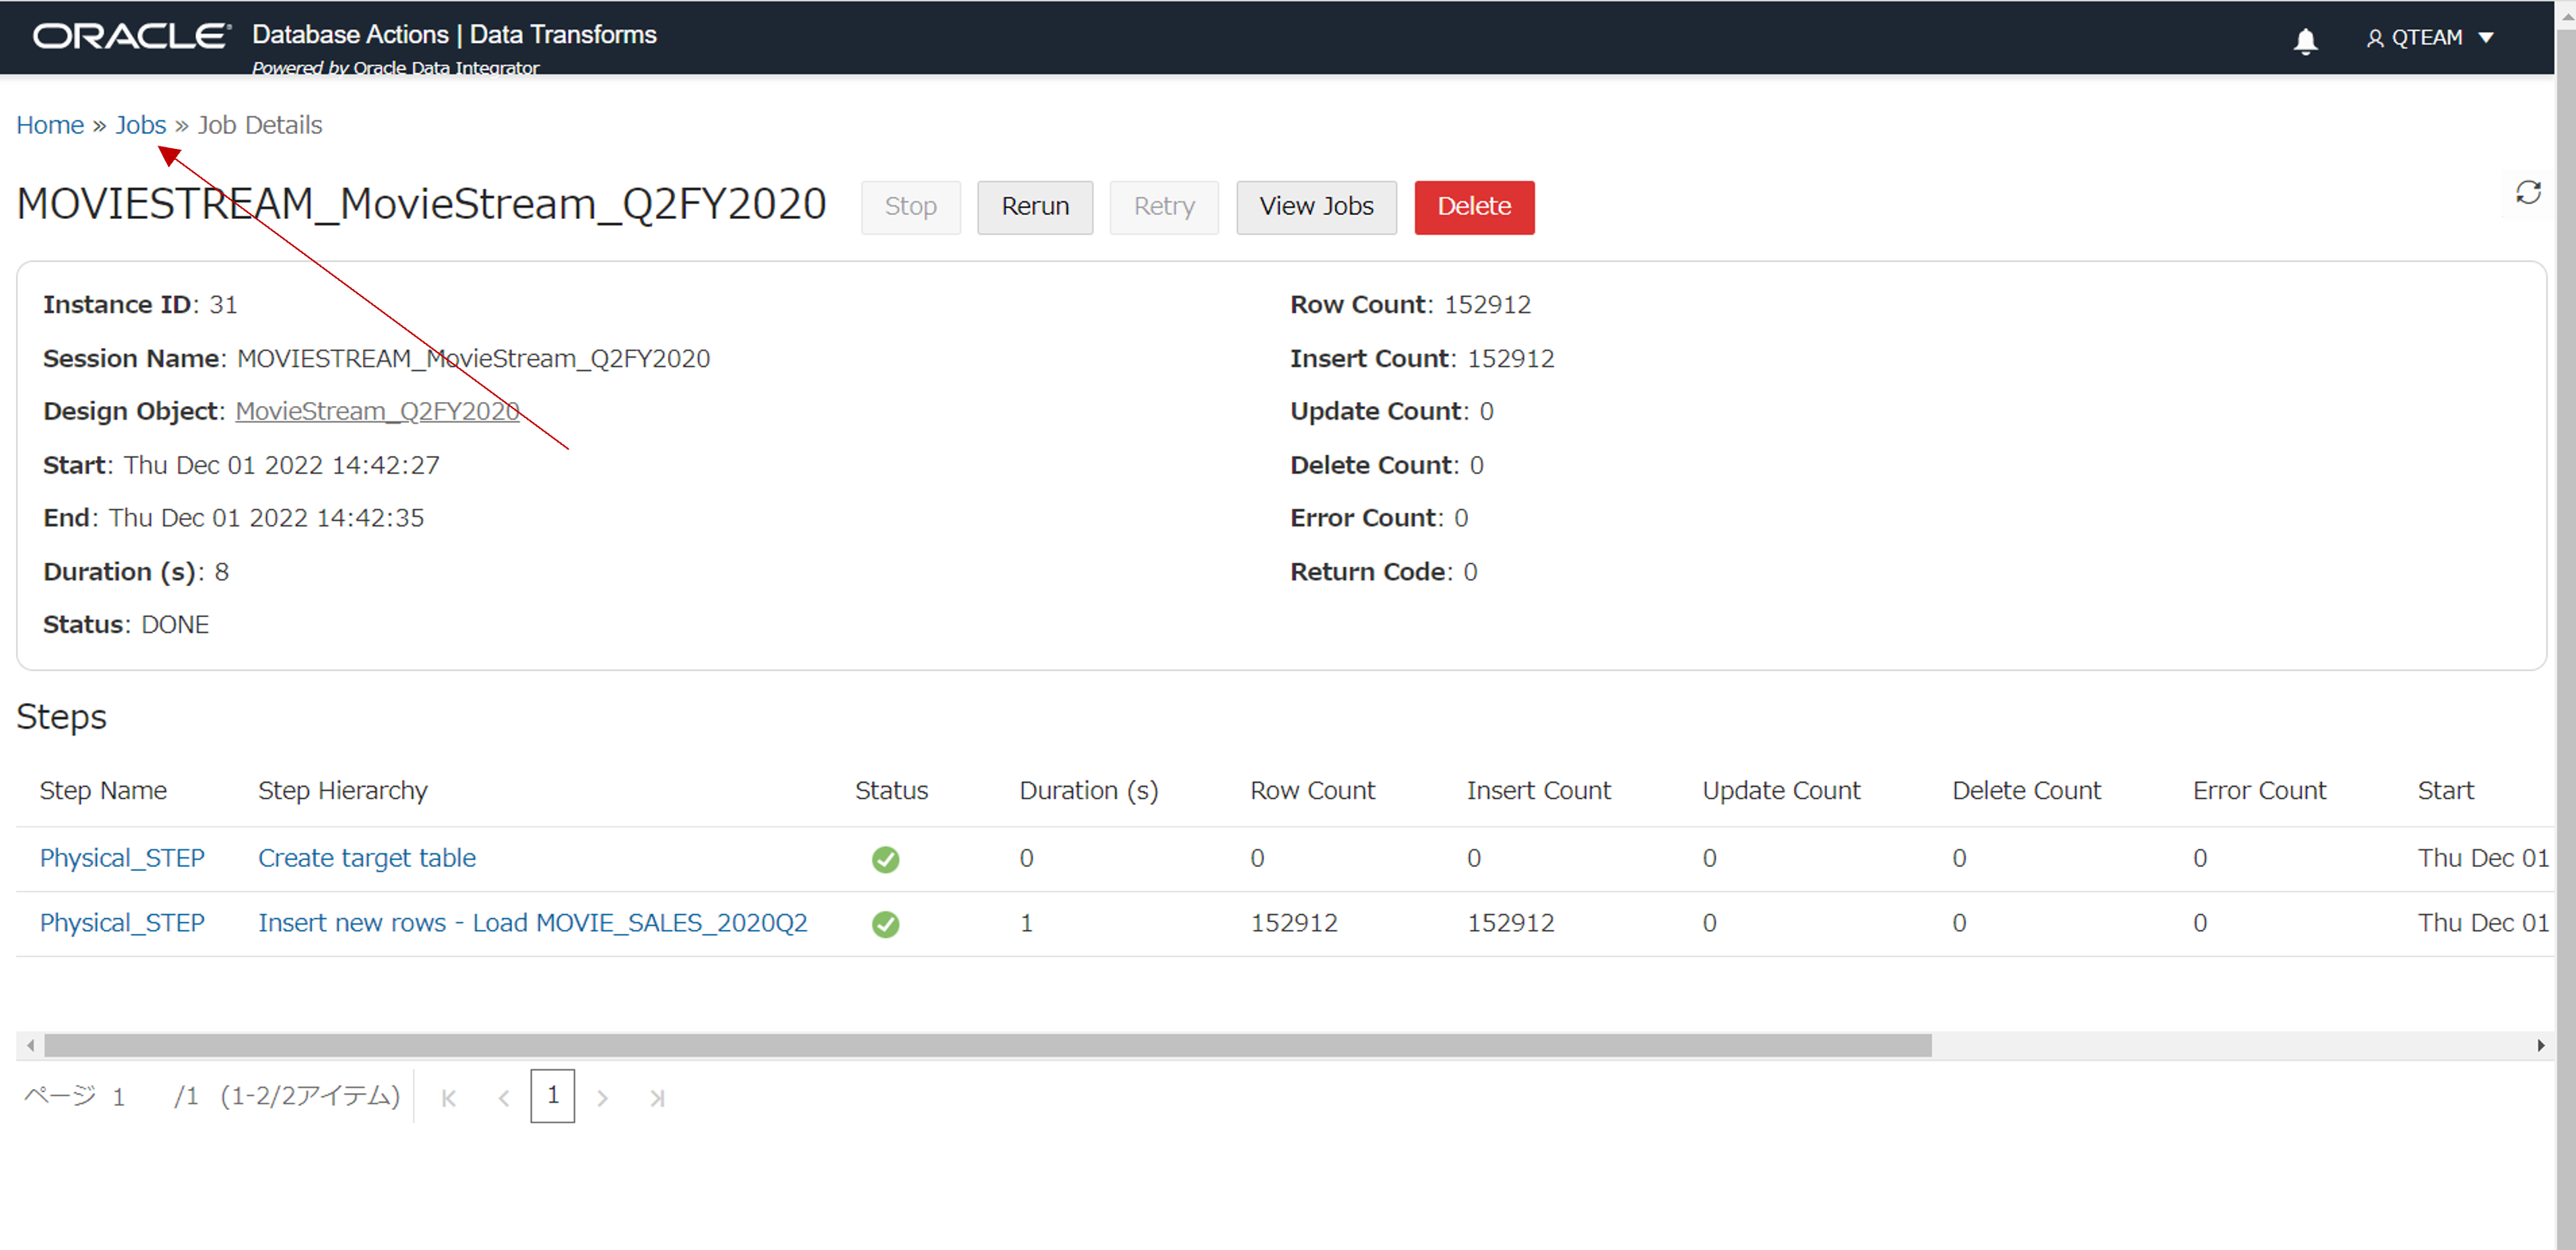 ORACLE Database Actions | Data Transforms
Powered by Oracle Data Integrator
QTEAM
Home » Jobs » Job Details
MOVIESTREAM_MovieStream_Q2FY2020 Stop Rerun Retry View Jobs Delete
Instance ID: 31
Session Name: MOVIESTREAM_MovieStream_Q2FY2020
Design Object: MovieStream_Q2FY2020
Start: Thu Dec 01 2022 14:42:27
End: Thu Dec 01 2022 14:42:35
Duration (s): 8
Status: DONE
Row Count: 152912
Insert Count: 152912
Update Count: 0
Delete Count: 0
Error Count: 0
Return Code: 0
Steps
Step Name Step Hierarchy Status Duration (s) Row Count Insert Count Update Count Delete Count Error Count Start
Physical_STEP Create target table 0 0 0 0 0 0 Thu Dec 01
Physical_STEP Insert new rows - Load MOVIE_SALES_2020Q2 1 152912 152912 0 0 0 Thu Dec 01
ページ 1 /1 (1-2/2アイテム) 1